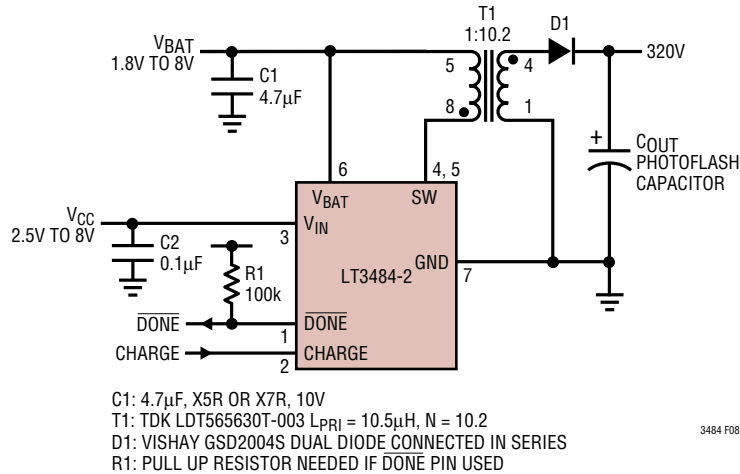 T1
1:10.2
D1
VBAT
1.8V TO 8V
C1
4.7µF
5
8
4
1
320V
+
COUT
PHOTOFLASH
CAPACITOR
6
4, 5
VBAT
SW
VCC
2.5V TO 8V
3
VIN
C2
0.1µF
R1
100k
LT3484-2
GND
7
DONE
1
DONE
CHARGE
2
CHARGE
C1: 4.7µF, X5R OR X7R, 10V
T1: TDK LDT565630T-003 LPRI = 10.5µH, N = 10.2
D1: VISHAY GSD2004S DUAL DIODE CONNECTED IN SERIES
R1: PULL UP RESISTOR NEEDED IF DONE PIN USED
3484 F08